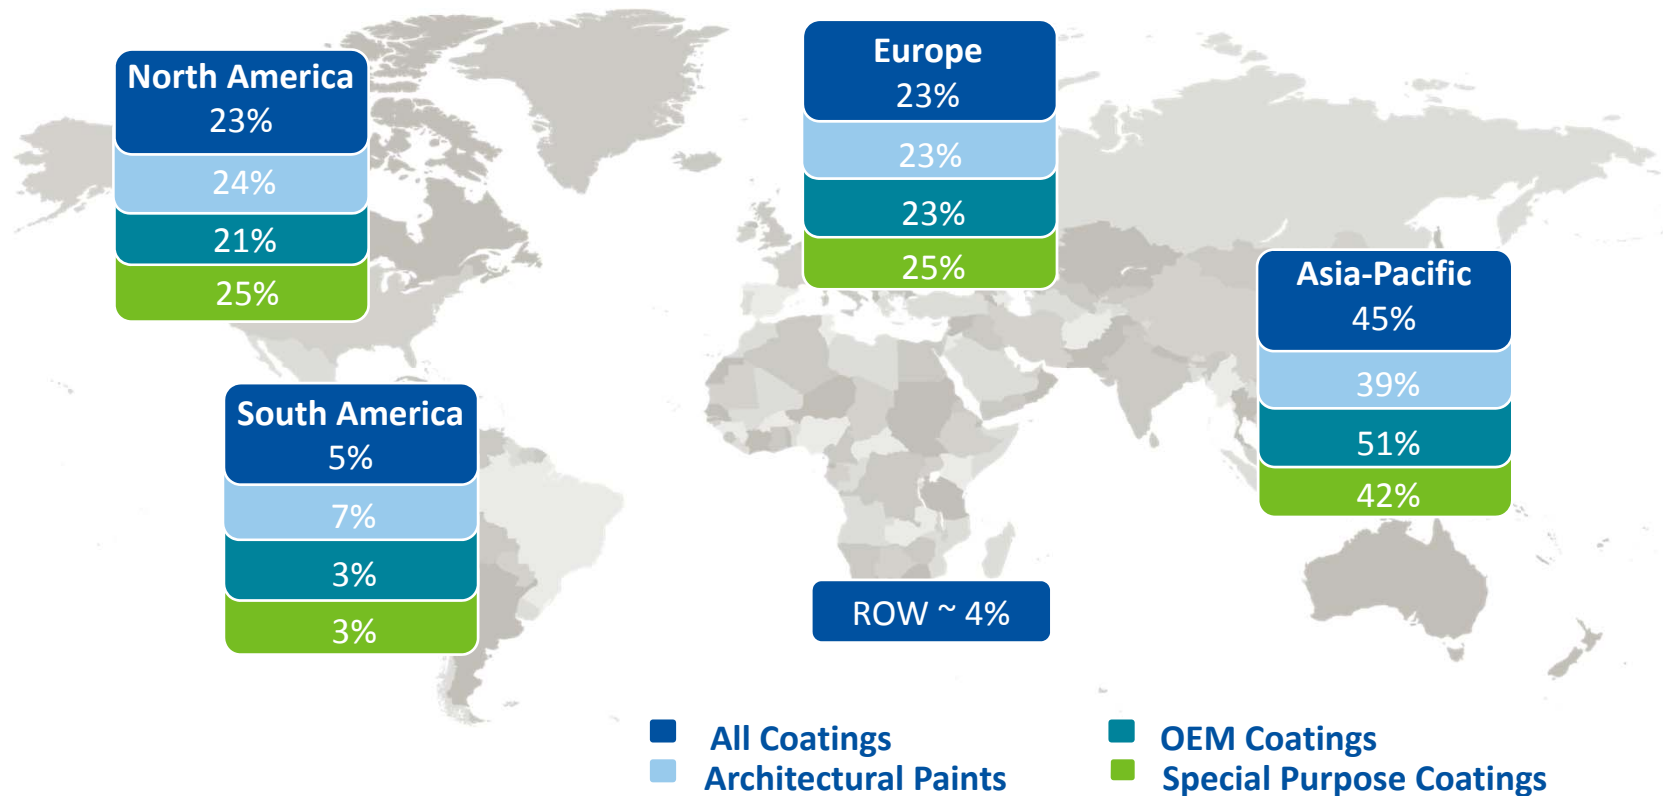 North America
23%
24%
21%
25%
Europe
23%
23%
23%
25%
Asia-Pacific
45%
39%
51%
42%
South America
5%
7%
3%
3%
ROW ~ 4%
All Coatings
Architectural Paints
OEM Coatings
Special Purpose Coatings